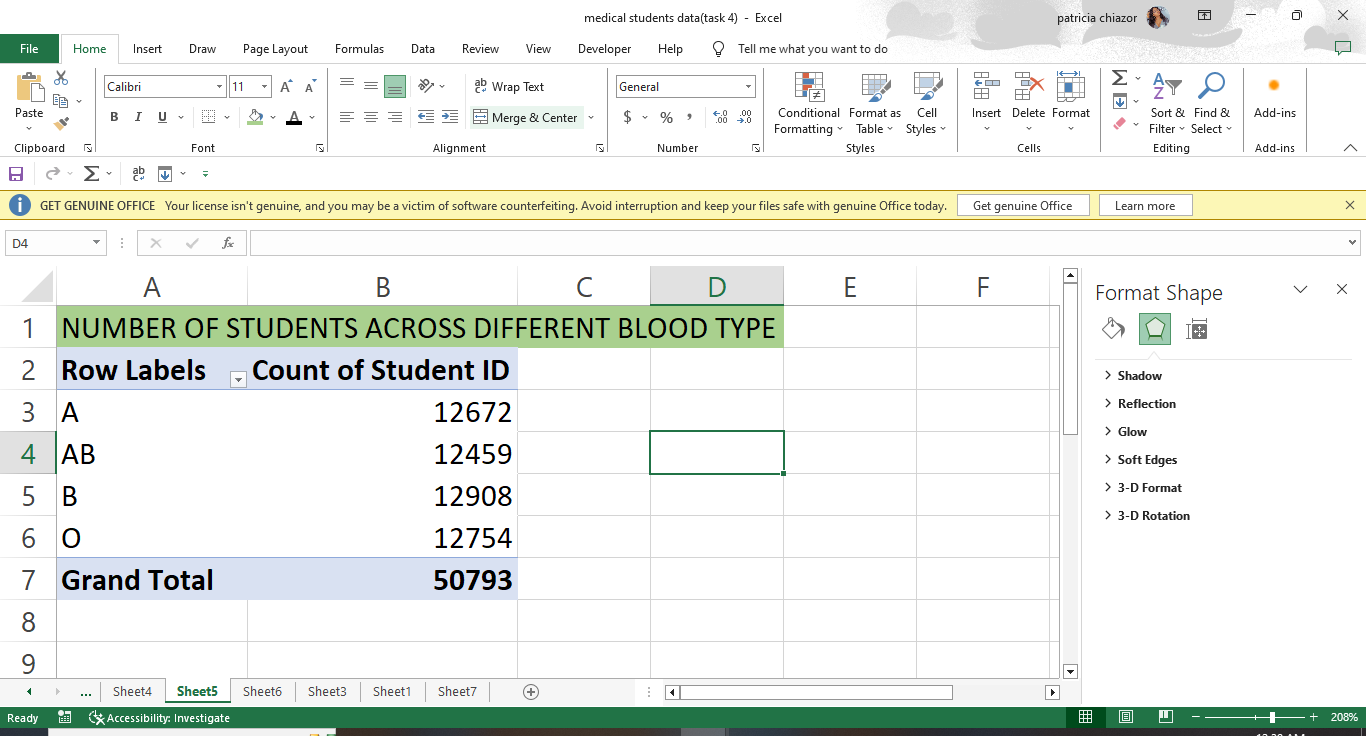 medical students data(task 4) - Excel
patricia chiazor
File Home Insert Draw Page Layout Formulas Data Review View Developer Help Tell me what you want to do
Paste
Clipboard
Calibri 11
B I U
Font
Wrap Text
Merge & Center
Alignment
General
$ % ,
Number
Conditional Formatting
Format as Table
Cell Styles
Styles
Insert Delete Format
Cells
Sort & Filter
Find & Select
Editing
Add-ins
Add-ins
GET GENUINE OFFICE Your license isn't genuine, and you may be a victim of software counterfeiting. Avoid interruption and keep your files safe with genuine Office today. Get genuine Office Learn more
D4 fx
A B C D E F
1 NUMBER OF STUDENTS ACROSS DIFFERENT BLOOD TYPE
2 Row Labels Count of Student ID
3 A 12672
4 AB 12459
5 B 12908
6 O 12754
7 Grand Total 50793
8
9
Format Shape
Shadow
Reflection
Glow
Soft Edges
3-D Format
3-D Rotation
... Sheet4 Sheet5 Sheet6 Sheet3 Sheet1 Sheet7
Ready Accessibility: Investigate 208%